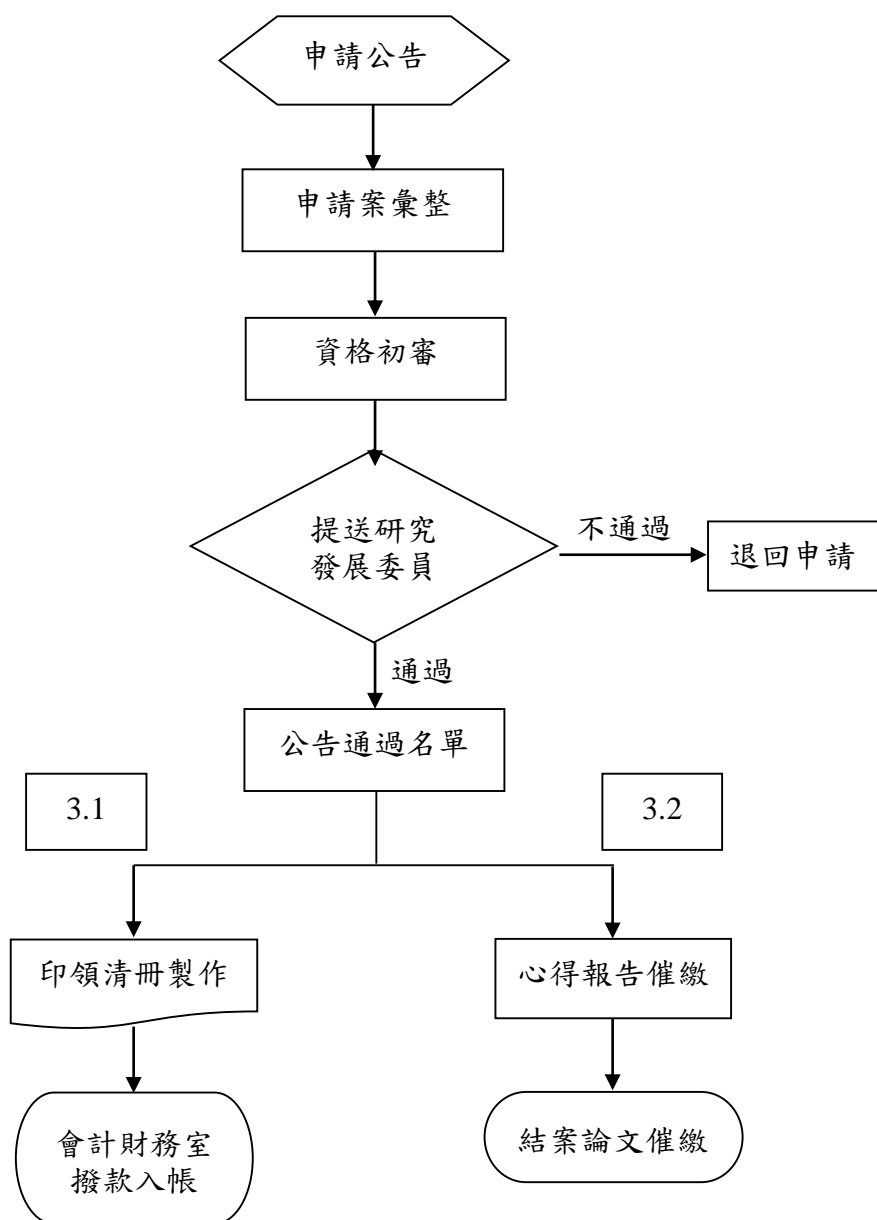 申請公告
申請案彙整
資格初審
提送研究
發展委員
不通過
退回申請
通過
公告通過名單
3.1
3.2
印領清冊製作
心得報告催繳
會計財務室
撥款入帳
結案論文催繳